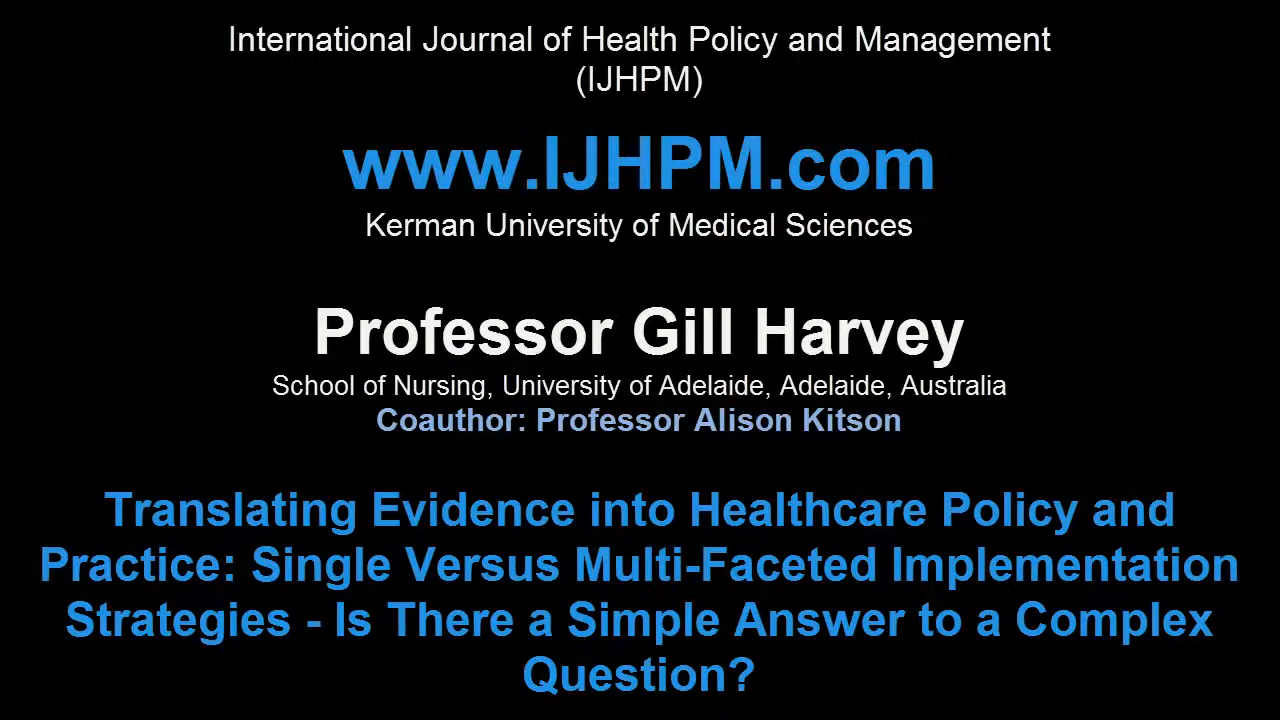 International Journal of Health Policy and Management
(IJHPM)
www.IJHPM.com
Kerman University of Medical Sciences
Professor Gill Harvey
School of Nursing, University of Adelaide, Adelaide, Australia
Coauthor: Professor Alison Kitson
Translating Evidence into Healthcare Policy and
Practice: Single Versus Multi-Faceted Implementation
Strategies - Is There a Simple Answer to a Complex
Question?